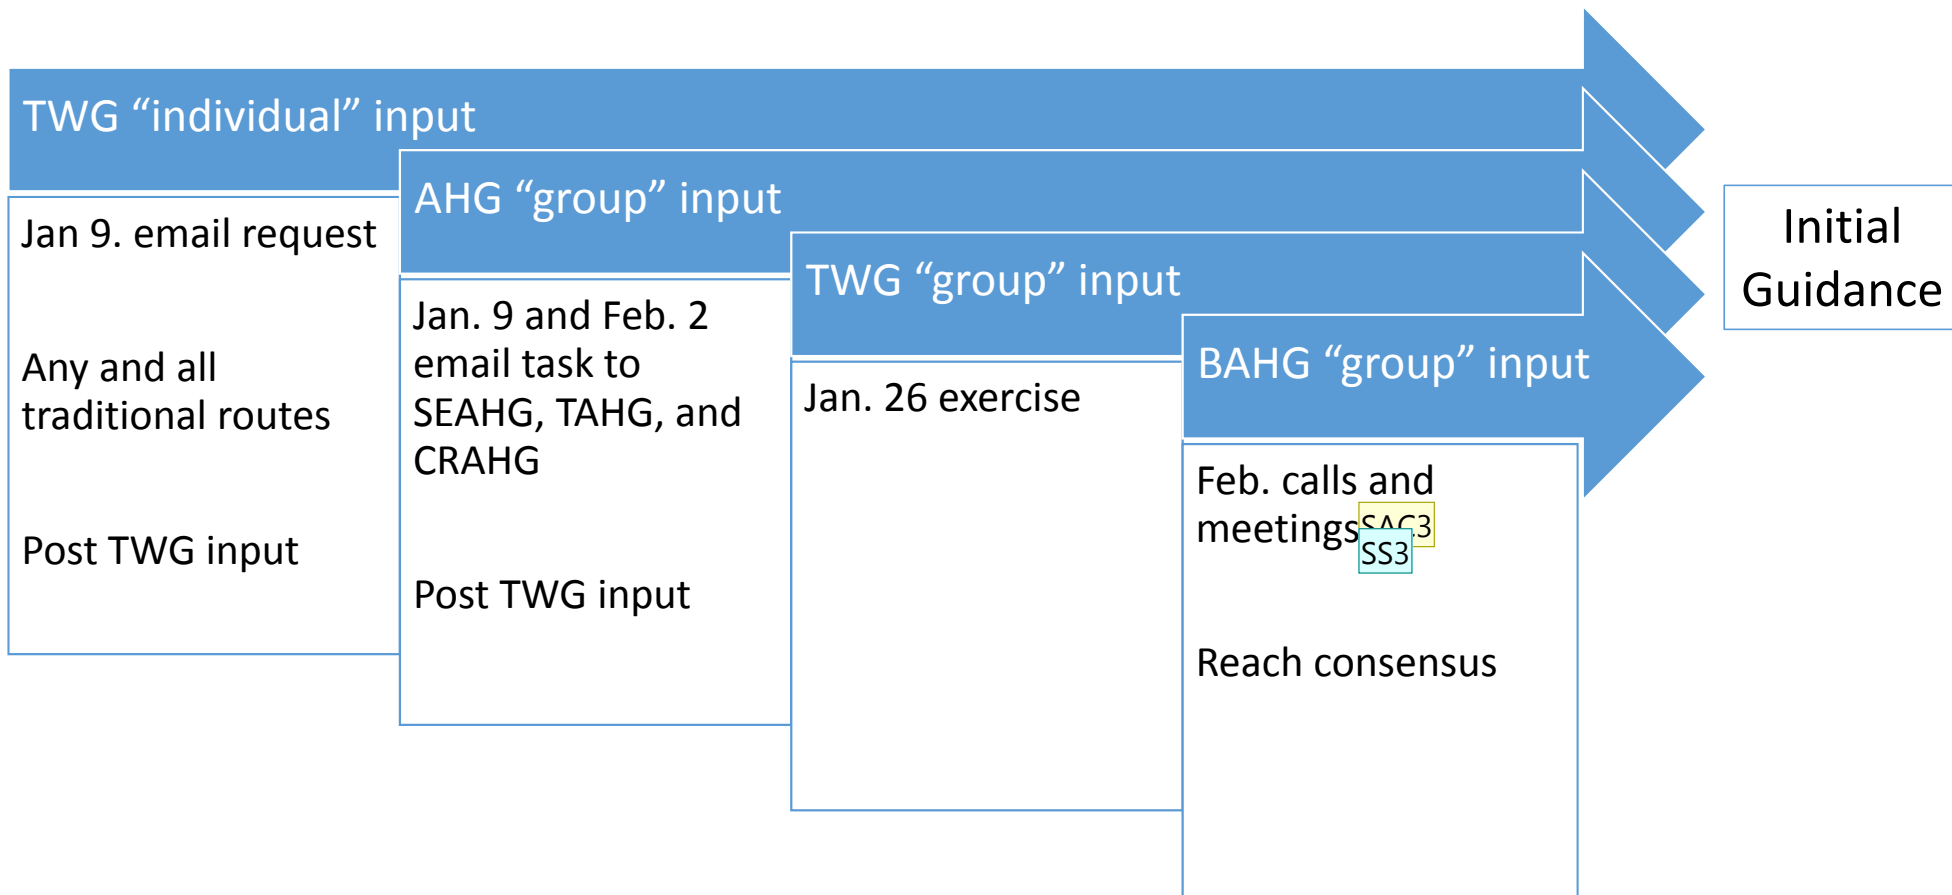 TWG “individual” input
Jan 9. email request
Any and all
traditional routes
Post TWG input
AHG “group” input
Jan. 9 and Feb. 2
email task to
SEAHG, TAHG, and
CRAHG
Post TWG input
TWG “group” input
Jan. 26 exercise
BAHG “group” input
Feb. calls and
meetings
SAC3
SS3
Reach consensus
Initial
Guidance